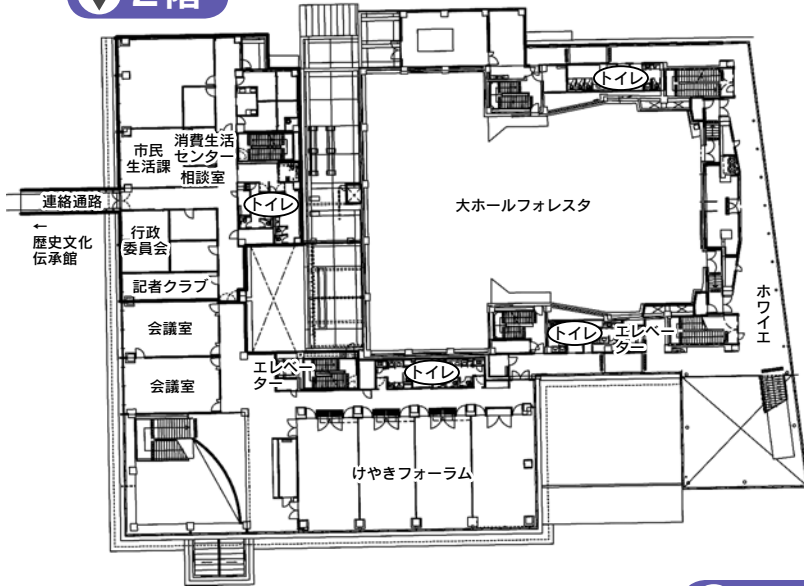 2階
トイレ
消費生活
センター
相談室
市民
生活課
連絡通路
トイレ
大ホールフォレスタ
←
歴史文化
伝承館
行政
委員会
記者クラブ
ホワイエ
会議室
トイレ
エレベー
ター
エレベー
ター
トイレ
会議室
けやきフォーラム